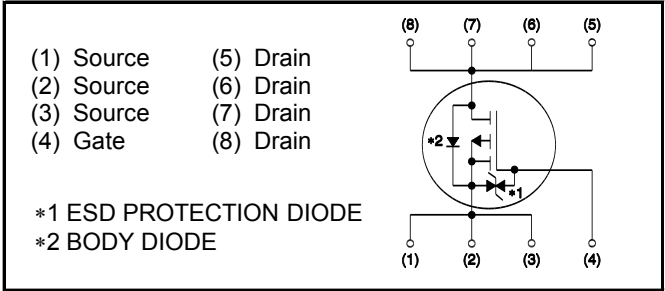 (1) Source (5) Drain
(2) Source (6) Drain
(3) Source (7) Drain
(4) Gate (8) Drain
∗1 ESD PROTECTION DIODE
∗2 BODY DIODE
(8) (7) (6) (5)
∗2
∗1
(1) (2) (3) (4)